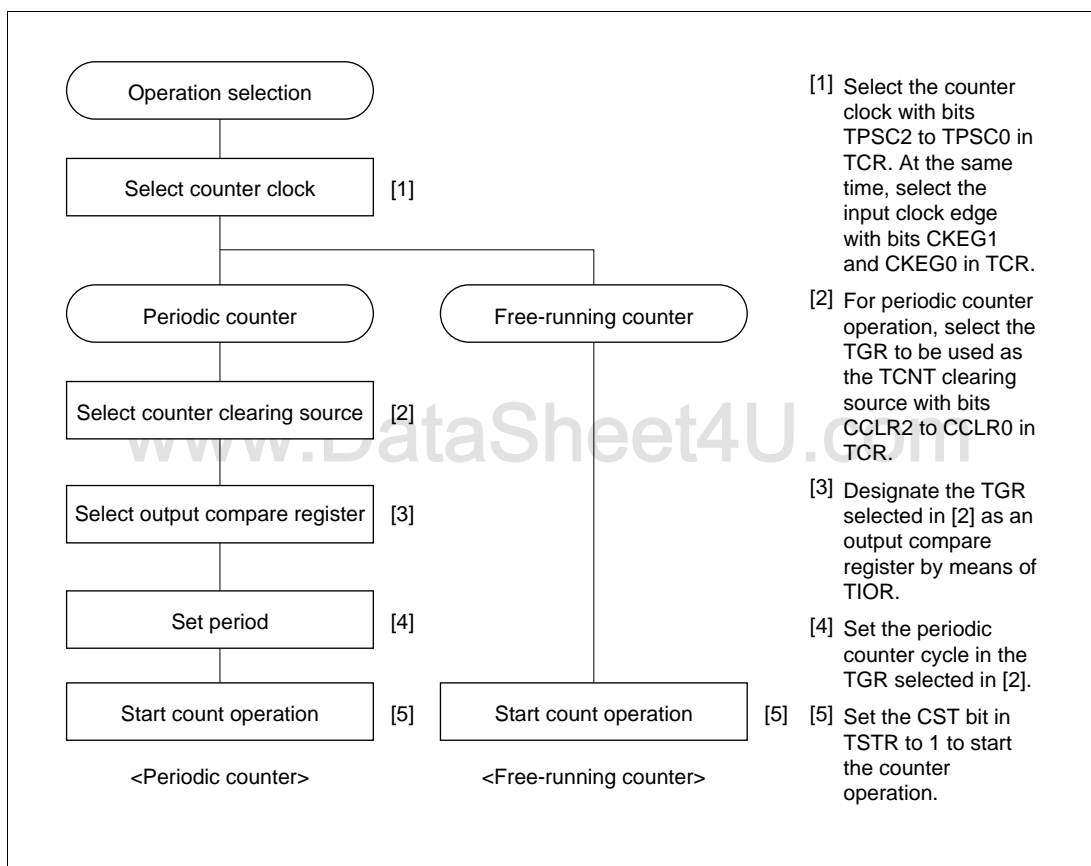 Operation selection
Select counter clock
[1]
Periodic counter
Free-running counter
Select counter clearing source
[2]
Select output compare register
[3]
Set period
[4]
Start count operation
[5]
Start count operation
[5]
<Periodic counter>
<Free-running counter>
[1] Select the counter
clock with bits
TPSC2 to TPSC0 in
TCR. At the same
time, select the
input clock edge
with bits CKEG1
and CKEG0 in TCR.
[2] For periodic counter
operation, select the
TGR to be used as
the TCNT clearing
source with bits
CCLR2 to CCLR0 in
TCR.
[3] Designate the TGR
selected in [2] as an
output compare
register by means of
TIOR.
[4] Set the periodic
counter cycle in the
TGR selected in [2].
[5] Set the CST bit in
TSTR to 1 to start
the counter
operation.
www.DataSheet4U.com